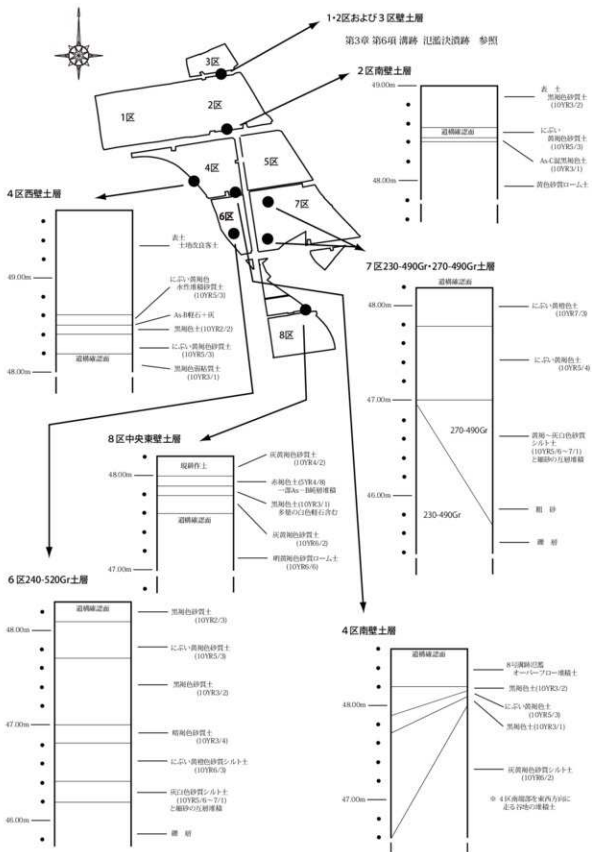 1・2区および3区壁土層
第3章 第6項 溝跡 氾濫決潰跡 参照
3区
2区
1区
4区
5区
6区
7区
8区
2区南壁土層
49.00m
48.00m
表 土
黒褐色砂質土
(10YR3/2)
遺構確認面
にぶい
黄褐色砂質土
(10YR5/3)
As-C混黒褐色土
(10YR3/1)
黄色砂質ローム土
4区西壁土層
49.00m
48.00m
表土
土地改良客土
にぶい黄褐色
水性堆積砂質土
(10YR5/3)
As-B軽石+灰
黒褐色土(10YR2/2)
にぶい黄褐色砂質土
(10YR5/3)
遺構確認面
黒褐色弱粘質土
(10YR3/1)
7区230-490Gr・270-490Gr土層
遺構確認面
48.00m
47.00m
46.00m
にぶい黄橙色土
(10YR7/3)
にぶい黄褐色土
(10YR5/4)
270-490Gr
黄褐~灰白色砂質
シルト土
(10YR5/6~7/1)
と細砂の互層堆積
230-490Gr
粗 砂
礫 層
8区中央東壁土層
48.00m
47.00m
現耕作土
灰黄褐色砂質土
(10YR4/2)
赤褐色土(5YR4/8)
一部As-B純層堆積
黒褐色土(10YR3/1)
多量の白色軽石含む
遺構確認面
灰黄褐色砂質土
(10YR6/2)
明黄褐色砂質ローム土
(10YR6/6)
6区240-520Gr土層
遺構確認面
48.00m
47.00m
46.00m
黒褐色砂質土
(10YR2/3)
にぶい黄褐色砂質土
(10YR5/3)
黒褐色砂質土
(10YR3/2)
暗褐色砂質土
(10YR3/4)
にぶい黄橙色砂質シルト土
(10YR6/3)
灰白色砂質シルト土
(10YR5/6~7/1)
と細砂の互層堆積
礫 層
4区南壁土層
遺構確認面
48.00m
47.00m
8号溝跡氾濫
オーバーフロー堆積土
黒褐色土(10YR3/2)
にぶい黄褐色土
(10YR5/3)
黒褐色土(10YR3/1)
灰黄褐色砂質シルト土
(10YR6/2)
※ 4区南端部を東西方向に
走る谷地の堆積土